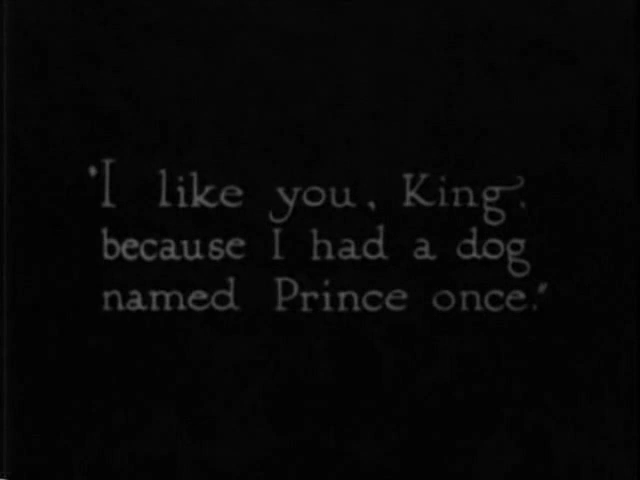 "I like you, King,
because I had a dog
named Prince once."